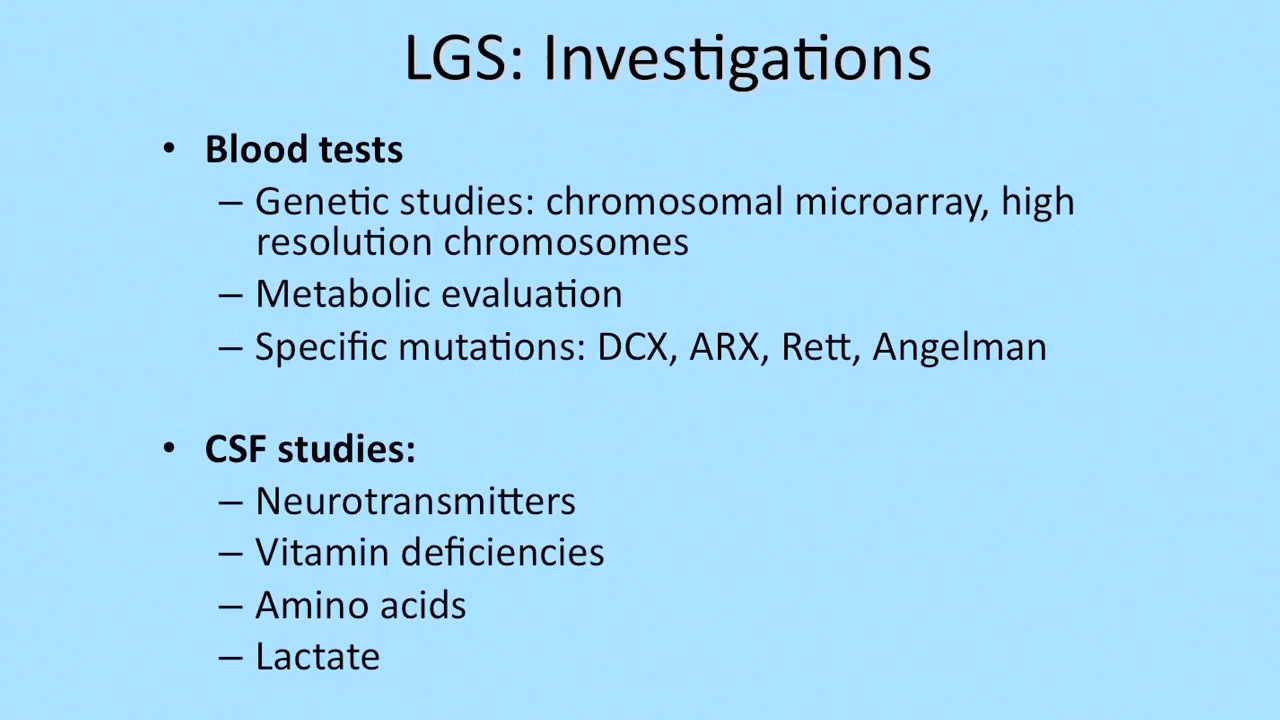 LGS: Investigations
• Blood tests
– Genetic studies: chromosomal microarray, high
resolution chromosomes
– Metabolic evaluation
– Specific mutations: DCX, ARX, Rett, Angelman
• CSF studies:
– Neurotransmitters
– Vitamin deficiencies
– Amino acids
– Lactate